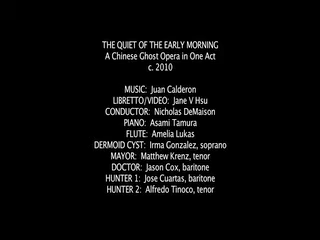 THE QUIET OF THE EARLY MORNING
A Chinese Ghost Opera in One Act
c. 2010
MUSIC: Juan Calderon
LIBRETTO/VIDEO: Jane V Hsu
CONDUCTOR: Nicholas DeMaison
PIANO: Asami Tamura
FLUTE: Amelia Lukas
DERMOID CYST: Irma Gonzalez, soprano
MAYOR: Matthew Krenz, tenor
DOCTOR: Jason Cox, baritone
HUNTER 1: Jose Cuartas, baritone
HUNTER 2: Alfredo Tinoco, tenor